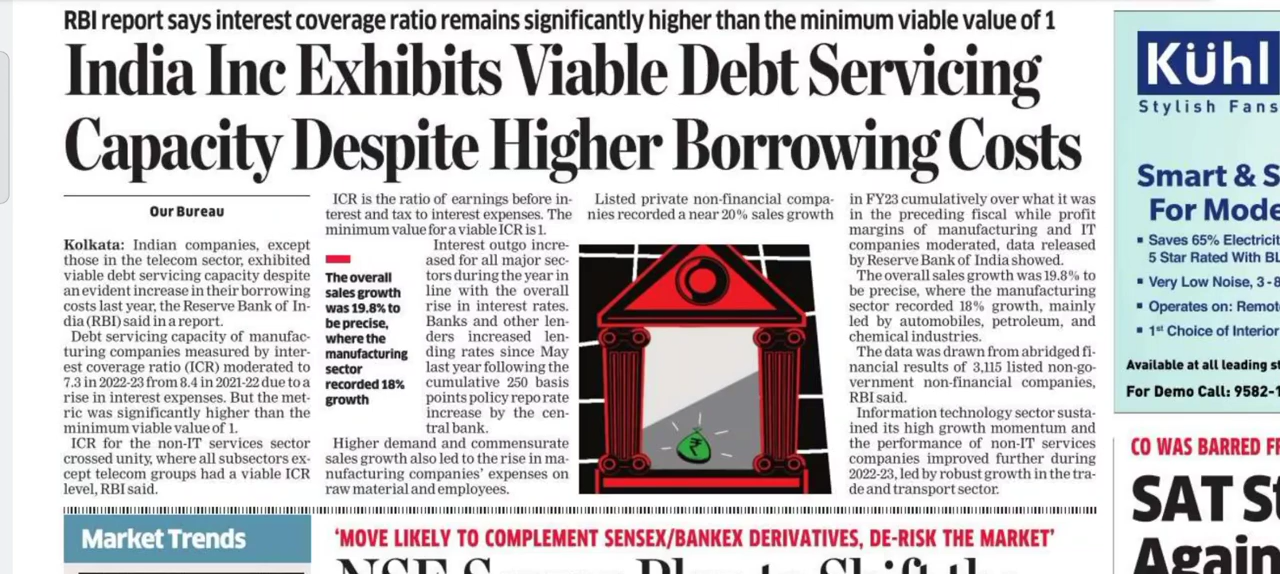 RBI report says interest coverage ratio remains significantly higher than the minimum viable value of 1
India Inc Exhibits Viable Debt Servicing
Capacity Despite Higher Borrowing Costs
Our Bureau
Kolkata: Indian companies, except
those in the telecom sector, exhibited
viable debt servicing capacity despite
an evident increase in their borrowing
costs last year, the Reserve Bank of In-
dia (RBI) said in a report.
Debt servicing capacity of manufac-
turing companies measured by inter-
est coverage ratio (ICR) moderated to
7.3 in 2022-23 from 8.4 in 2021-22 due to a
rise in interest expenses. But the met-
ric was significantly higher than the
minimum viable value of 1.
ICR for the non-IT services sector
crossed unity, where all subsectors ex-
cept telecom groups had a viable ICR
level, RBI said.
ICR is the ratio of earnings before in-
terest and tax to interest expenses. The
minimum value for a viable ICR is 1.
Interest outgo increa-
ased for all major sec-
tors during the year in
line with the overall
rise in interest rates.
Banks and other len-
ders increased len-
ding rates since May
last year following the
cumulative 250 basis
points policy repo rate
increase by the cen-
tral bank.
The overall
sales growth
was 19.8% to
be precise,
where the
manufacturing
sector
recorded 18%
growth
Higher demand and commensurate
sales growth also led to the rise in ma-
nufacturing companies' expenses on
raw material and employees.
Listed private non-financial compa-
nies recorded a near 20% sales growth
₹
in FY23 cumulatively over what it was
in the preceding fiscal while profit
margins of manufacturing and IT
companies moderated, data released
by Reserve Bank of India showed.
The overall sales growth was 19.8% to
be precise, where the manufacturing
sector recorded 18% growth, mainly
led by automobiles, petroleum, and
chemical industries.
The data was drawn from abridged fi-
nancial results of 3,115 listed non-go-
vernment non-financial companies,
RBI said.
Information technology sector susta-
ined its high growth momentum and
the performance of non-IT services
companies improved further during
2022-23, led by robust growth in the tra-
de and transport sector.
Kühl
Stylish Fans
Smart & S
For Mode
▪ Saves 65% Electricit
5 Star Rated With BL
▪ Very Low Noise, 3 - 8
▪ Operates on: Remot
▪ 1st Choice of Interior
Available at all leading st
For Demo Call: 9582-1
CO WAS BARRED FR
SAT St
Again
Market Trends
'MOVE LIKELY TO COMPLEMENT SENSEX/BANKEX DERIVATIVES, DE-RISK THE MARKET'